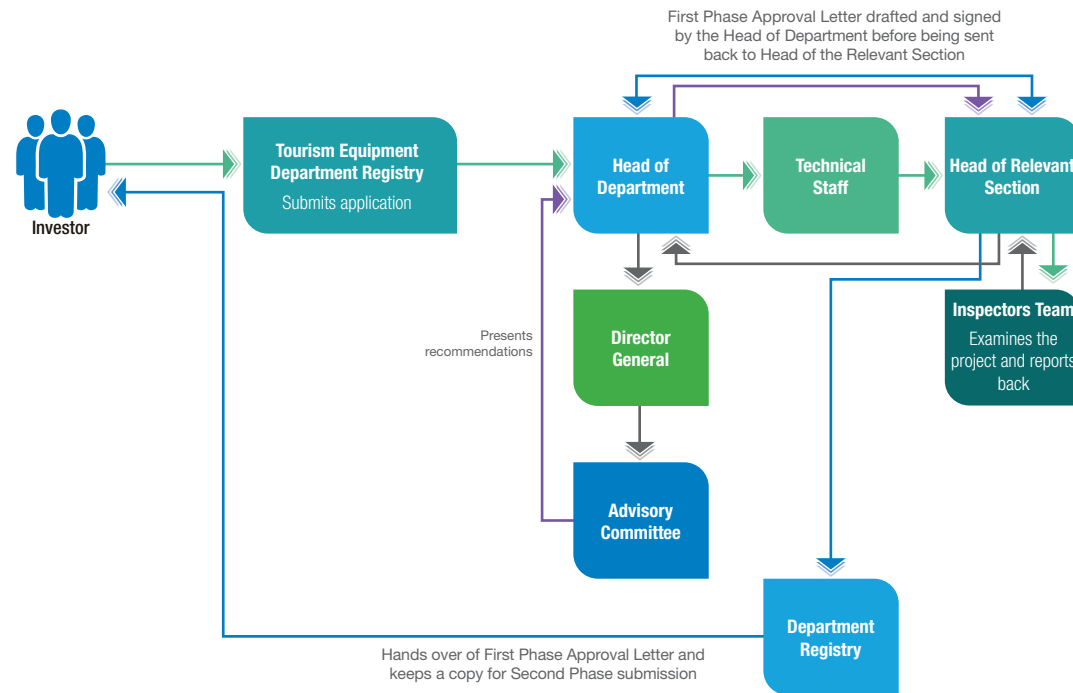 First Phase Approval Letter drafted and signed
by the Head of Department before being sent
back to Head of the Relevant Section
Investor
Tourism Equipment
Department Registry
Submits application
Head of
Department
Technical
Staff
Head of Relevant
Section
Presents
recommendations
Director
General
Inspectors Team
Examines the
project and reports
back
Advisory
Committee
Department
Registry
Hands over of First Phase Approval Letter and
keeps a copy for Second Phase submission